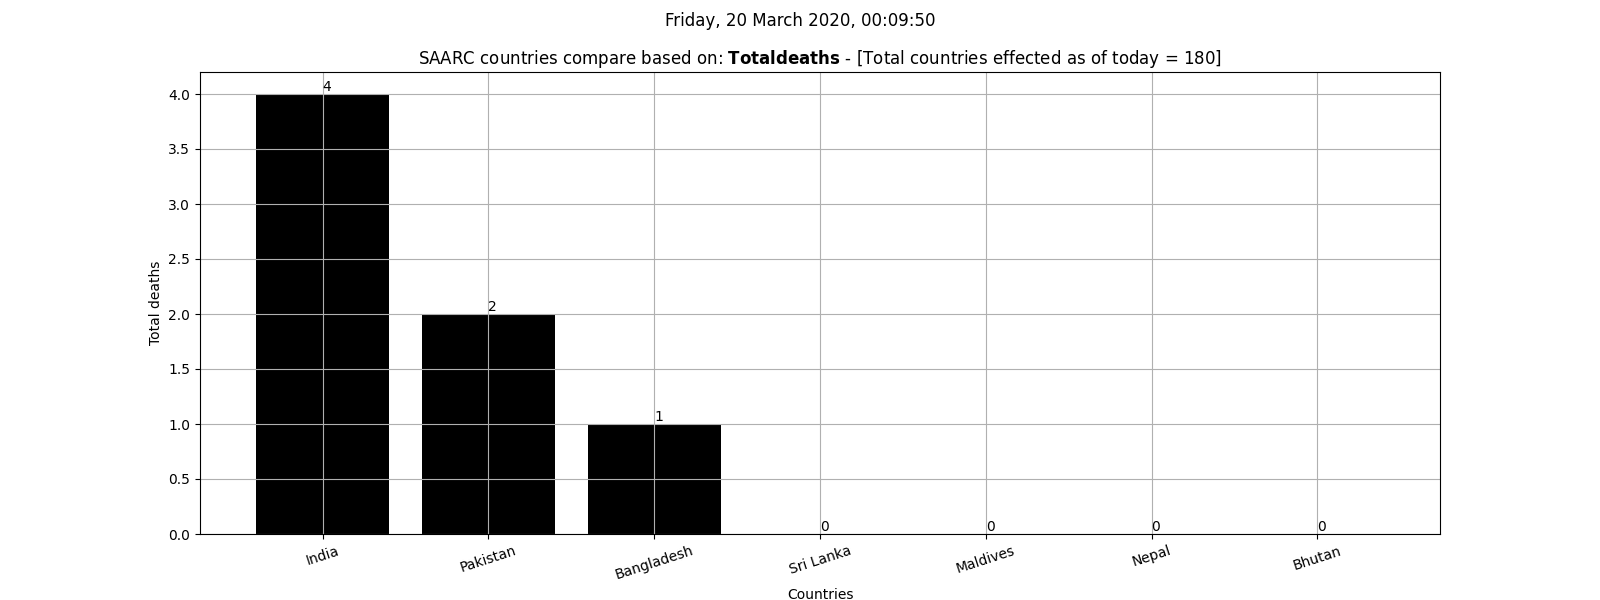 Friday, 20 March 2020, 00:09:50
SAARC countries compare based on: Totaldeaths - [Total countries effected as of today = 180]
4
4.0
3.5
3.0
2.5
2
2.0
1.5
1
1.0
0.5
0 0 0 0
0.0
Total deaths
India Pakistan Bangladesh Sri Lanka Maldives Nepal Bhutan
Countries